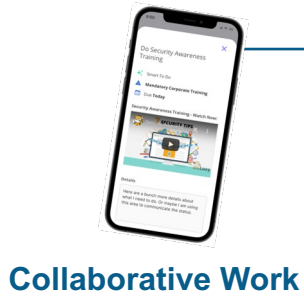 Do Security Awareness
Training
Smart To Do
Mandatory Corporate Training
Due Today
Security Awareness Training - Watch Now
7 SECURITY TIPS
Details
Here are a bunch more details about
what I need to do. Or maybe I am using
this area to communicate the status.
Collaborative Work